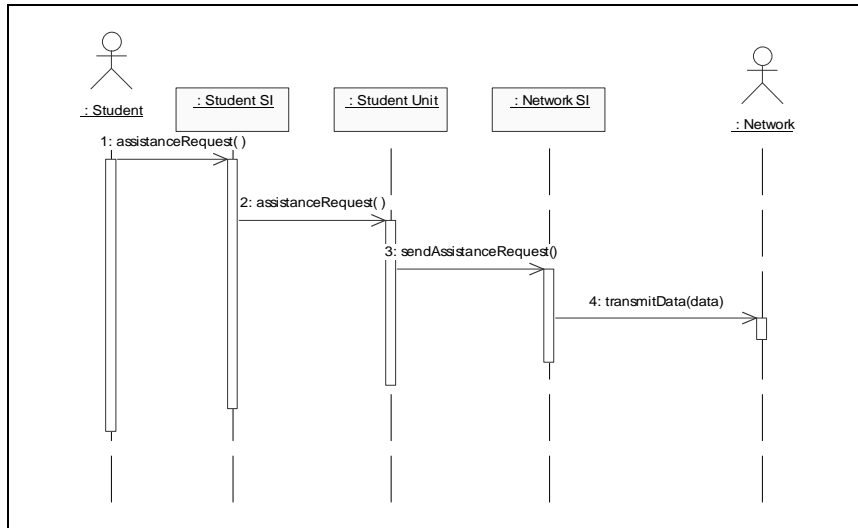 : Student
: Student SI
: Student Unit
: Network SI
: Network
1: assistanceRequest( )
2: assistanceRequest( )
3: sendAssistanceRequest()
4: transmitData(data)